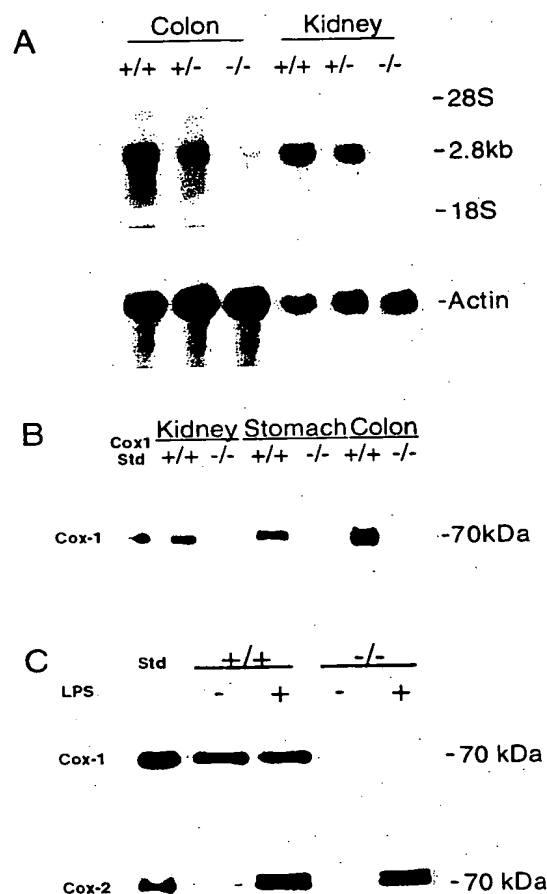 A
Colon Kidney
+/+ +/- -/- +/+ +/- -/-
-28S
-2.8kb
-18S
-Actin
B
Kidney Stomach Colon
Cox1
Std +/+ -/- +/+ -/- +/+ -/-
Cox-1 -70kDa
C
Std +/+ -/-
LPS - + - +
Cox-1 -70 kDa
Cox-2 -70 kDa